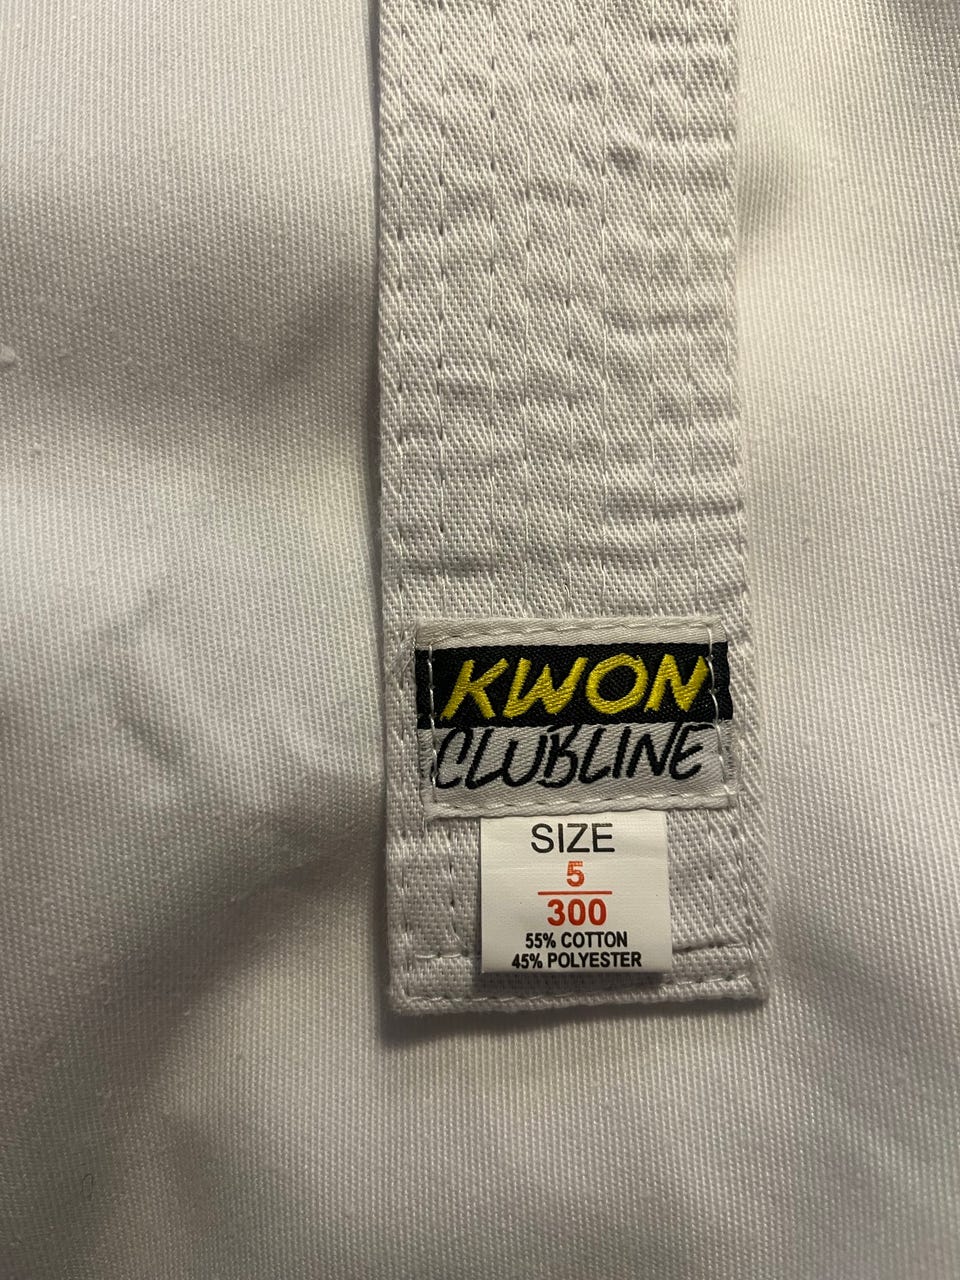 KWON
CLUBLINE
SIZE
5
300
55% COTTON
45% POLYESTER